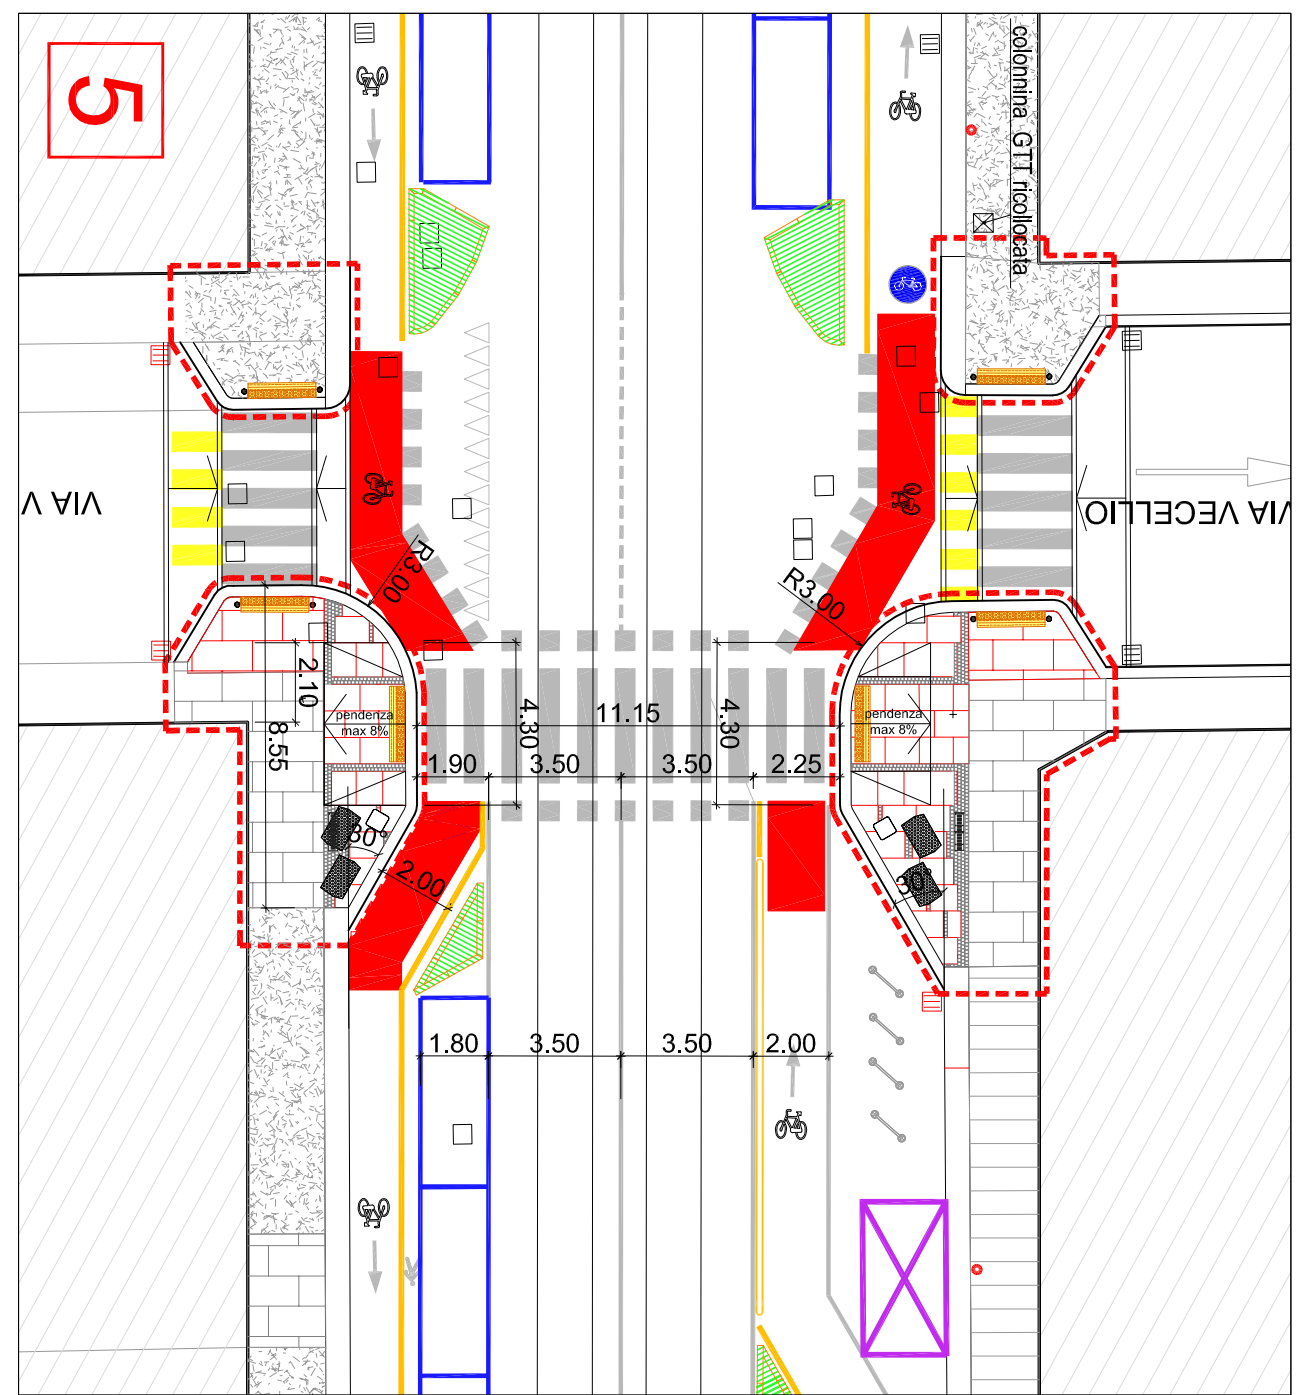 5
colonnina GTT ricollocata
VIA V
VIA VECELLIO
R3.00
R3.00
2.10
8.55
pendenza
max 8%
4.30
11.15
4.30
pendenza
max 8%
1.90
3.50
3.50
2.25
30°
2.00
30°
1.80
3.50
3.50
2.00